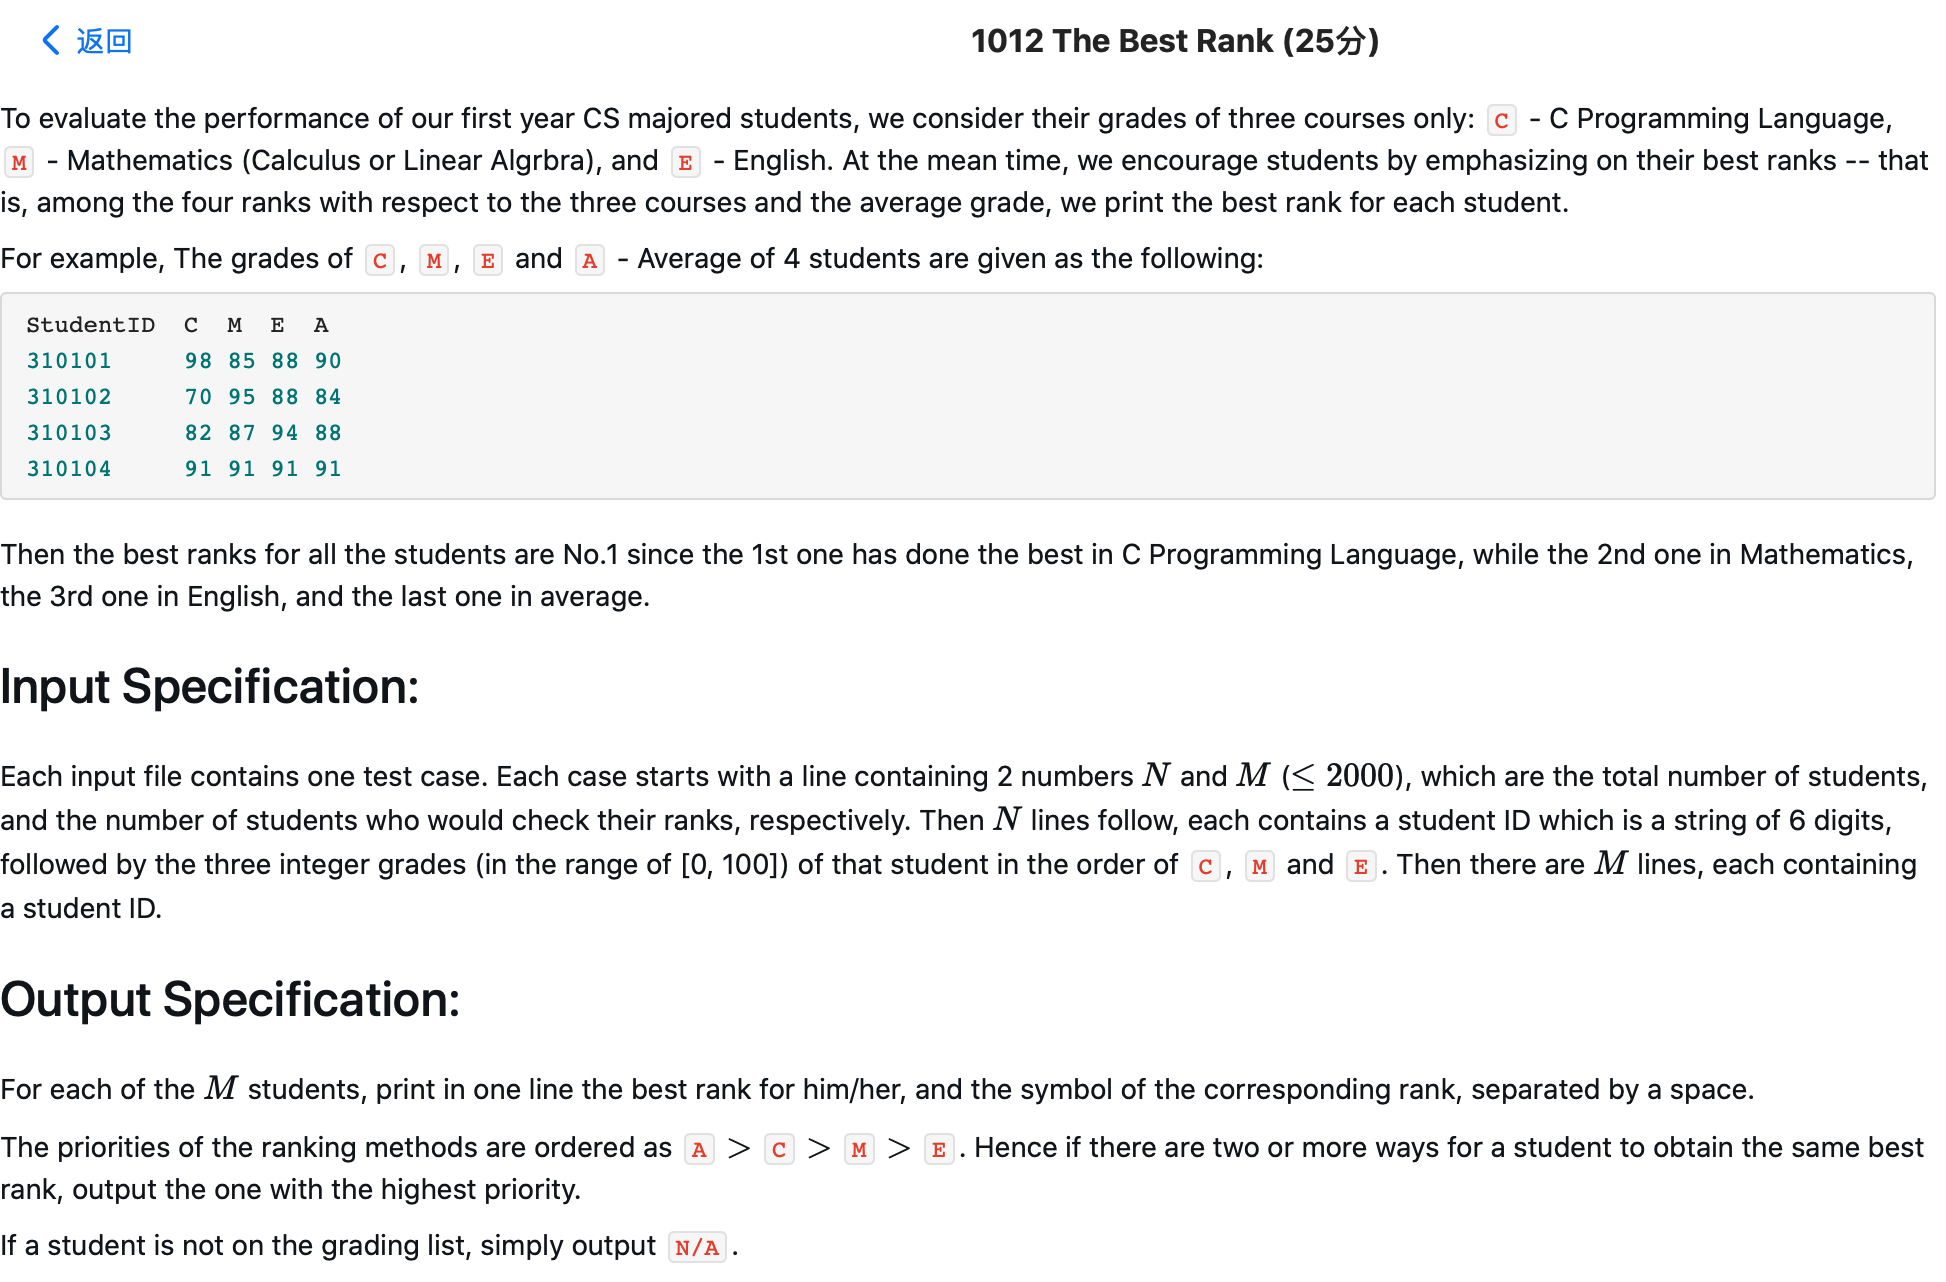 返回
1012 The Best Rank (25分)
To evaluate the performance of our first year CS majored students, we consider their grades of three courses only: C - C Programming Language,
M - Mathematics (Calculus or Linear Algrbra), and E - English. At the mean time, we encourage students by emphasizing on their best ranks -- that
is, among the four ranks with respect to the three courses and the average grade, we print the best rank for each student.
For example, The grades of C, M, E and A - Average of 4 students are given as the following:
StudentID C M E A
310101 98 85 88 90
310102 70 95 88 84
310103 82 87 94 88
310104 91 91 91 91
Then the best ranks for all the students are No.1 since the 1st one has done the best in C Programming Language, while the 2nd one in Mathematics,
the 3rd one in English, and the last one in average.
Input Specification:
Each input file contains one test case. Each case starts with a line containing 2 numbers N and M (≤ 2000), which are the total number of students,
and the number of students who would check their ranks, respectively. Then N lines follow, each contains a student ID which is a string of 6 digits,
followed by the three integer grades (in the range of [0, 100]) of that student in the order of C, M and E. Then there are M lines, each containing
a student ID.
Output Specification:
For each of the M students, print in one line the best rank for him/her, and the symbol of the corresponding rank, separated by a space.
The priorities of the ranking methods are ordered as A > C > M > E. Hence if there are two or more ways for a student to obtain the same best
rank, output the one with the highest priority.
If a student is not on the grading list, simply output N/A.